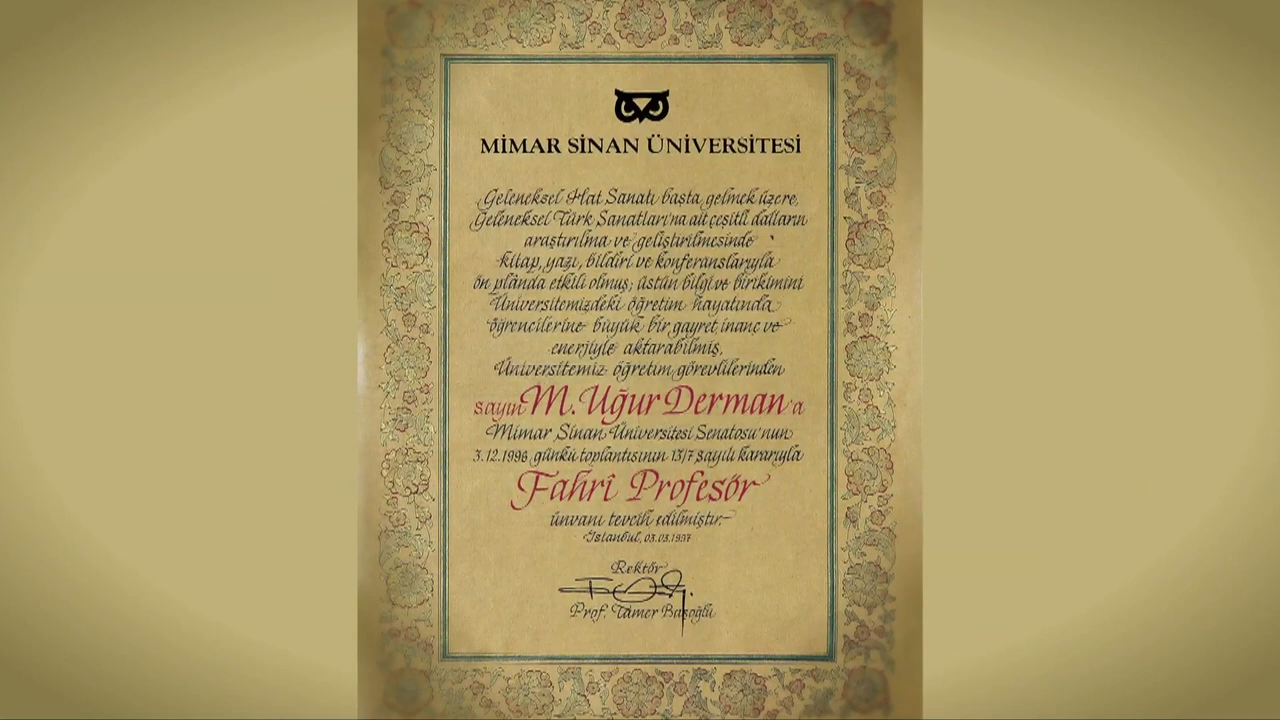 MİMAR SİNAN ÜNİVERSİTESİ
Geleneksel Hat Sanatı başta gelmek üzere,
Geleneksel Türk Sanatları'na ait çeşitli dalların
araştırılma ve geliştirilmesinde
kitap, yazı, bildiri ve konferanslarıyla
ön plânda etkili olmuş; üstün bilgi ve birikimini
Üniversitemizdeki öğretim hayatında
öğrencilerine büyük bir gayret, inanç ve
enerjiyle aktarabilmiş,
Üniversitemiz öğretim görevlilerinden
sayın M. Uğur Derman'a
Mimar Sinan Üniversitesi Senatosu'nun
3.12.1996 günkü toplantısının 13/7 sayılı kararıyla
Fahrî Profesör
ünvanı tevcih edilmiştir.
İstanbul, 03.03.1997
Rektör
Prof. Tamer Başoğlu